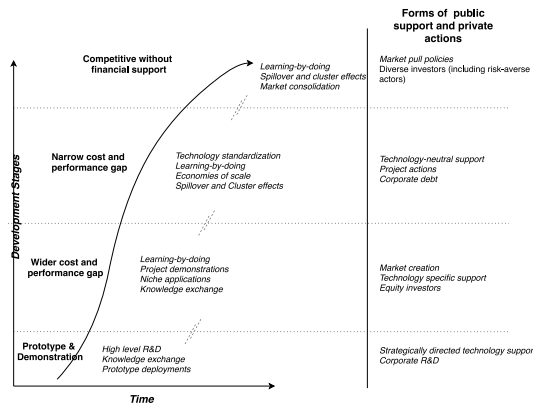 Forms of public
support and private
actions
Competitive without
financial support
Learning-by-doing
Spillover and cluster effects
Market consolidation
Market pull policies
Diverse investors (including risk-averse
actors)
Narrow cost and
performance gap
Technology standardization
Learning-by-doing
Economies of scale
Spillover and Cluster effects
Technology-neutral support
Project actions
Corporate debt
Development Stages
Wider cost and
performance gap
Learning-by-doing
Project demonstrations
Niche applications
Knowledge exchange
Market creation
Technology specific support
Equity investors
Prototype &
Demonstration
High level R&D
Knowledge exchange
Prototype deployments
Strategically directed technology support
Corporate R&D
Time